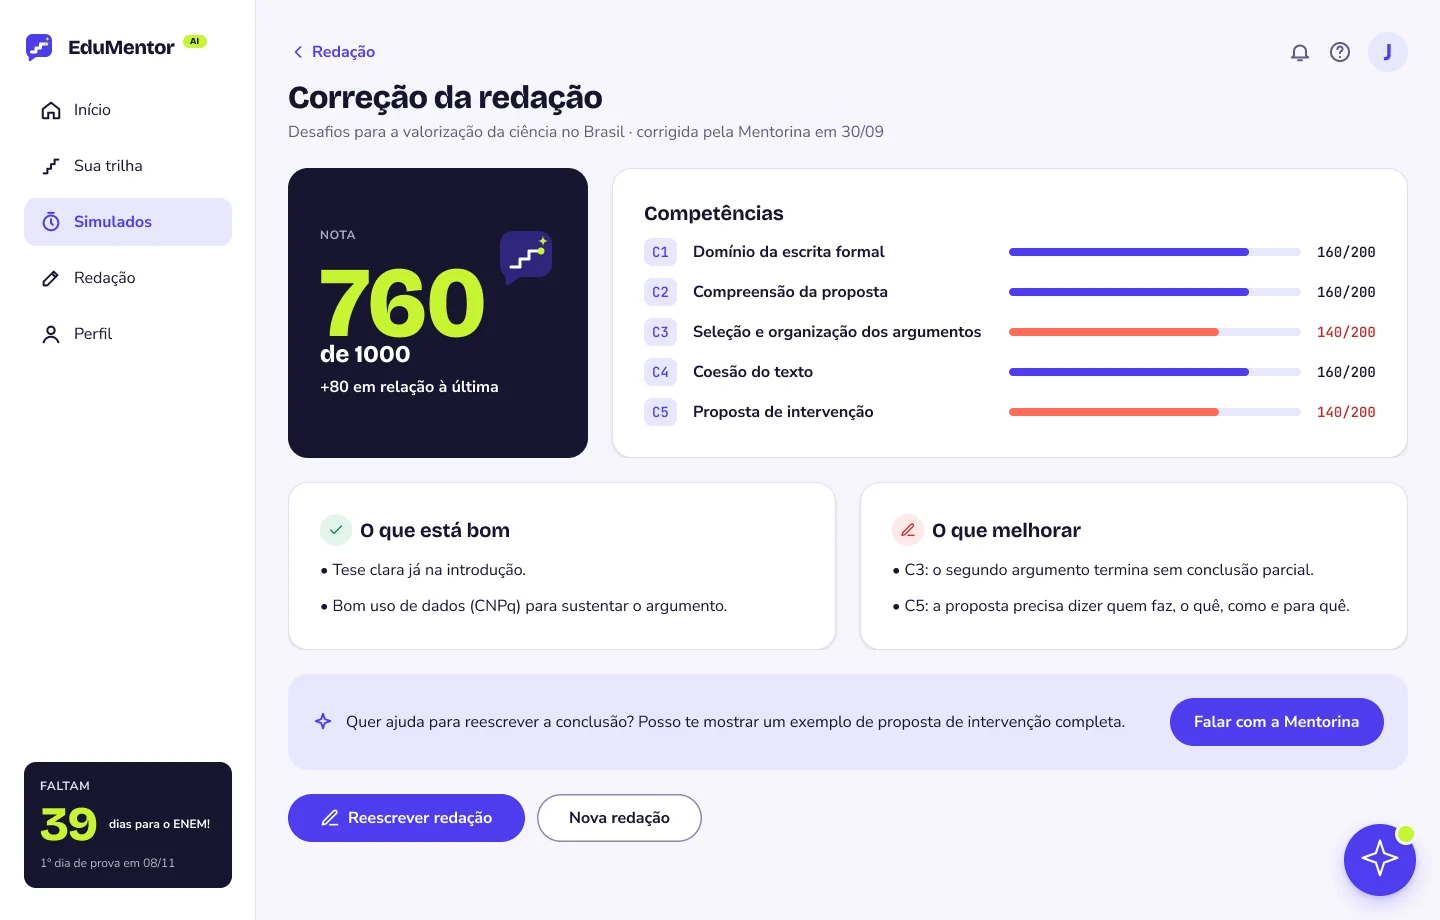 EduMentor AI
Início
Sua trilha
Simulados
Redação
Perfil
FALTAM
39 dias para o ENEM!
1º dia de prova em 08/11
Redação
J
Correção da redação
Desafios para a valorização da ciência no Brasil · corrigida pela Mentorina em 30/09
NOTA
760
de 1000
+80 em relação à última
Competências
C1 Domínio da escrita formal 160/200
C2 Compreensão da proposta 160/200
C3 Seleção e organização dos argumentos 140/200
C4 Coesão do texto 160/200
C5 Proposta de intervenção 140/200
O que está bom
• Tese clara já na introdução.
• Bom uso de dados (CNPq) para sustentar o argumento.
O que melhorar
• C3: o segundo argumento termina sem conclusão parcial.
• C5: a proposta precisa dizer quem faz, o quê, como e para quê.
Quer ajuda para reescrever a conclusão? Posso te mostrar um exemplo de proposta de intervenção completa.
Falar com a Mentorina
Reescrever redação
Nova redação